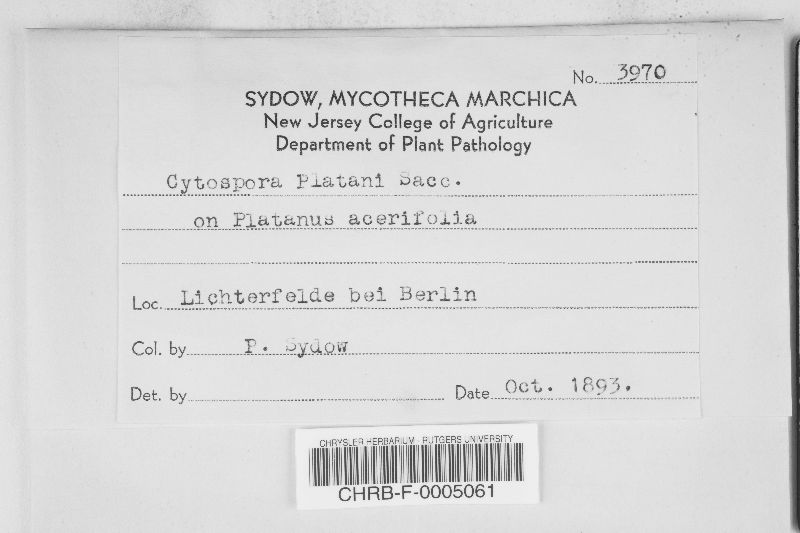 No. 3970
SYDOW, MYCOTHECA MARCHICA
New Jersey College of Agriculture
Department of Plant Pathology
Cytospora Platani Sacc.
on Platanus acerifolia
Loc. Lichterfelde bei Berlin
Col. by P. Sydow
Det. by Date Oct. 1893.
CHRYSLER HERBARIUM - RUTGERS UNIVERSITY
CHRB-F-0005061